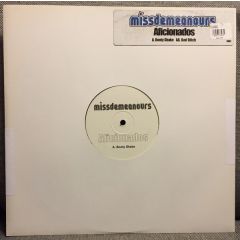 missdemeanours
Aficionados
A. Booty Shake AA. Bad Bitch
missdemeanours
Aficionados
A. Booty Shake